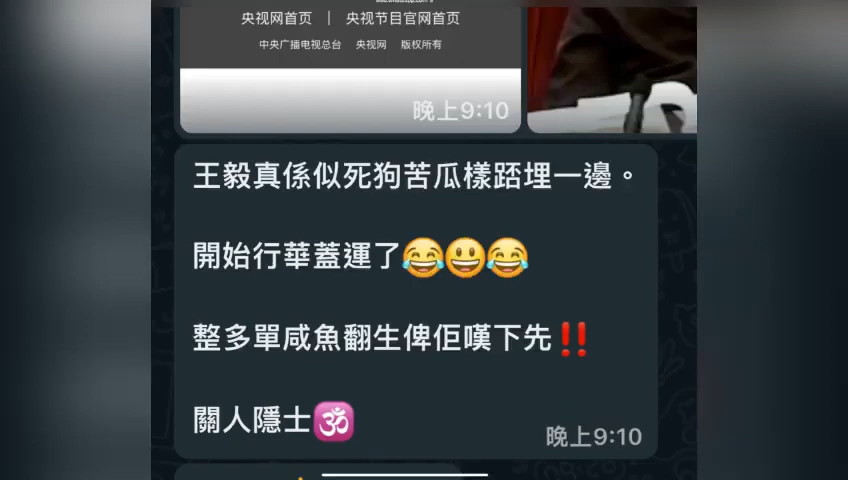 央视网首页 | 央视节目官网首页
中央广播电视总台 央视网 版权所有
晚上9:10
王毅真係似死狗苦瓜樣踎埋一邊。
開始行華蓋運了😂😃😂
整多單咸魚翻生俾佢嘆下先‼️
關人隱士🕉️
晚上9:10